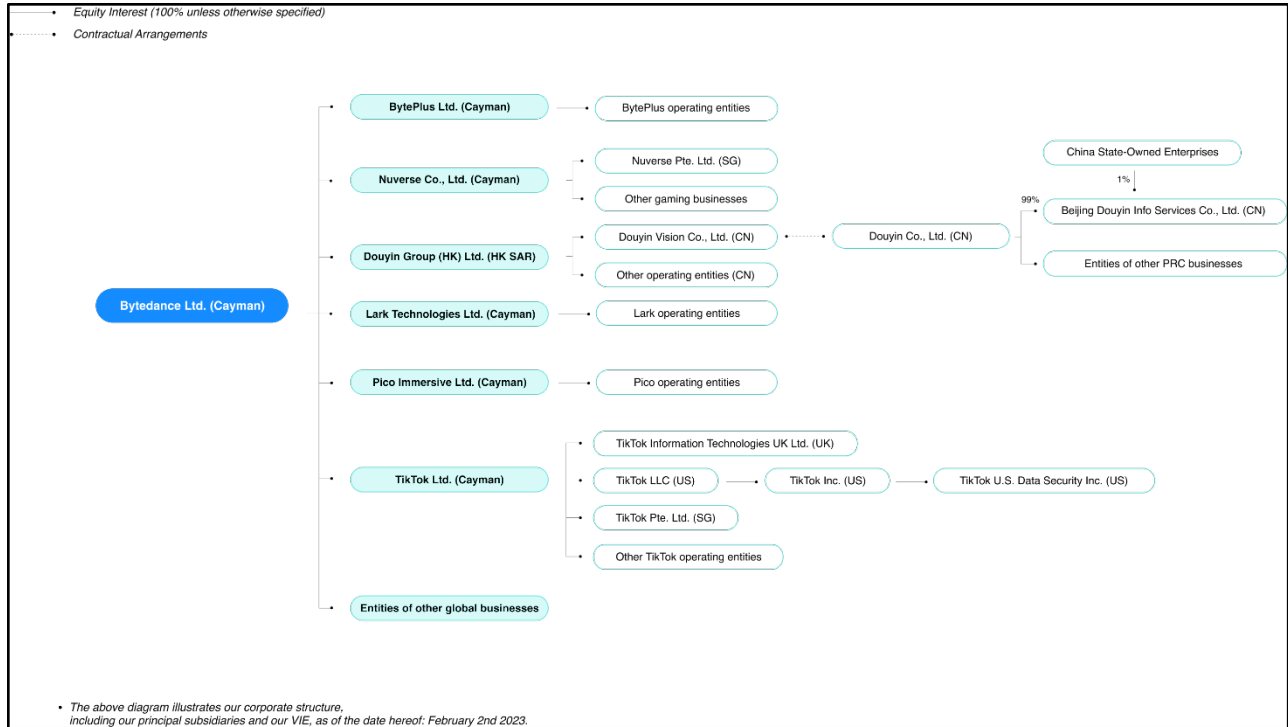 Equity Interest (100% unless otherwise specified)
Contractual Arrangements
BytePlus Ltd. (Cayman)
BytePlus operating entities
Nuverse Co., Ltd. (Cayman)
Nuverse Pte. Ltd. (SG)
Other gaming businesses
China State-Owned Enterprises
1%
99%
Beijing Douyin Info Services Co., Ltd. (CN)
Douyin Group (HK) Ltd. (HK SAR)
Douyin Vision Co., Ltd. (CN)
Douyin Co., Ltd. (CN)
Other operating entities (CN)
Entities of other PRC businesses
Bytedance Ltd. (Cayman)
Lark Technologies Ltd. (Cayman)
Lark operating entities
Pico Immersive Ltd. (Cayman)
Pico operating entities
TikTok Ltd. (Cayman)
TikTok Information Technologies UK Ltd. (UK)
TikTok LLC (US)
TikTok Inc. (US)
TikTok U.S. Data Security Inc. (US)
TikTok Pte. Ltd. (SG)
Other TikTok operating entities
Entities of other global businesses
• The above diagram illustrates our corporate structure,
including our principal subsidiaries and our VIE, as of the date hereof: February 2nd 2023.